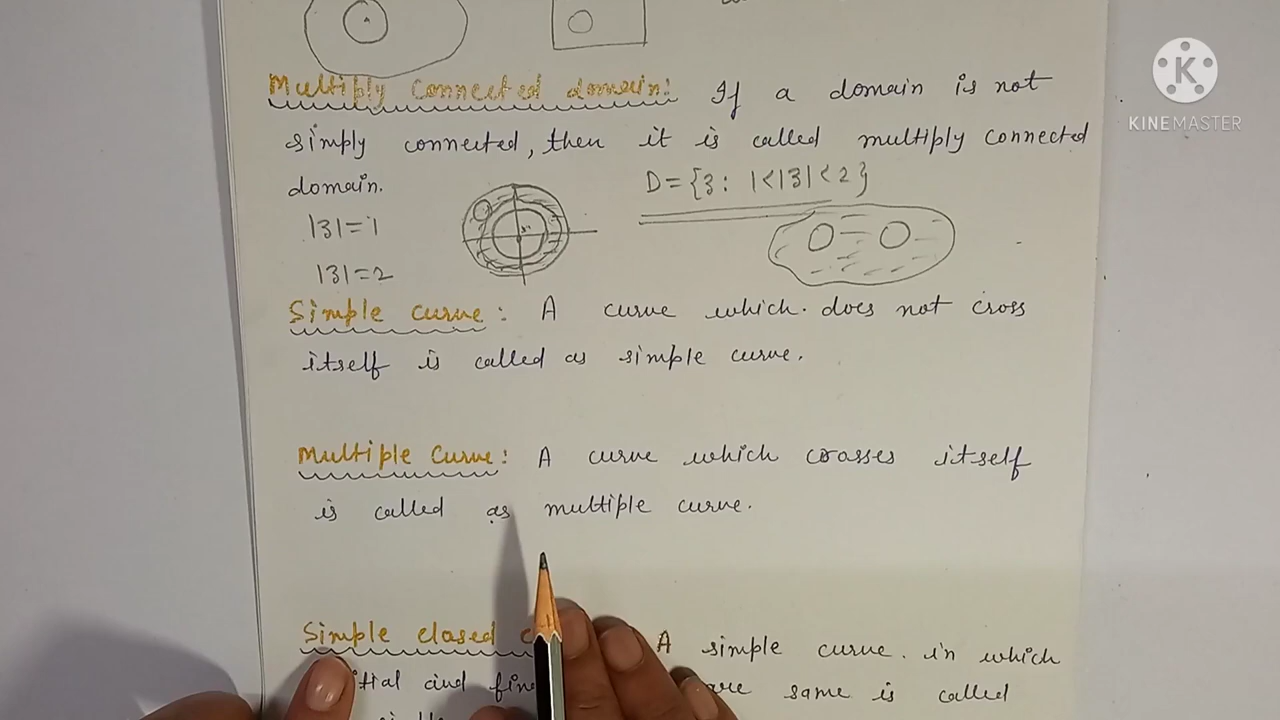 Multiply connected domain: If a domain is not
simply connected, then it is called multiply connected
domain.
D = {z : 1<|z|<2}
|z|=1
|z|=2
Simple curve: A curve which does not cross
itself is called as simple curve.
Multiple Curve: A curve which crosses itself
is called as multiple curve.
Simple closed A simple curve in which
and are same is called
KINEMASTER